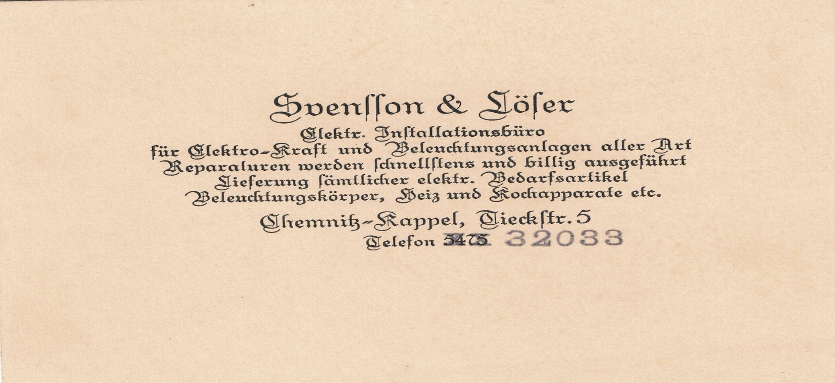 Svensson & Löser
Elektr. Installationsbüro
für Elektro-Kraft und Beleuchtungsanlagen aller Art
Reparaturen werden schnellstens und billig ausgeführt
Lieferung sämtlicher elektr. Bedarfsartikel
Beleuchtungskörper, Heiz und Kochapparate etc.
Chemnitz-Kappel, Tieckstr. 5
Telefon 32033